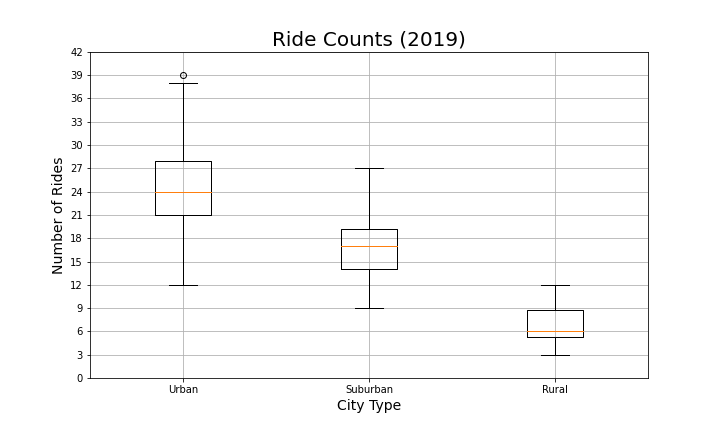 Ride Counts (2019)
42
39
36
33
30
27
24
21
18
15
12
9
6
3
0
Number of Rides
Urban
Suburban
Rural
City Type